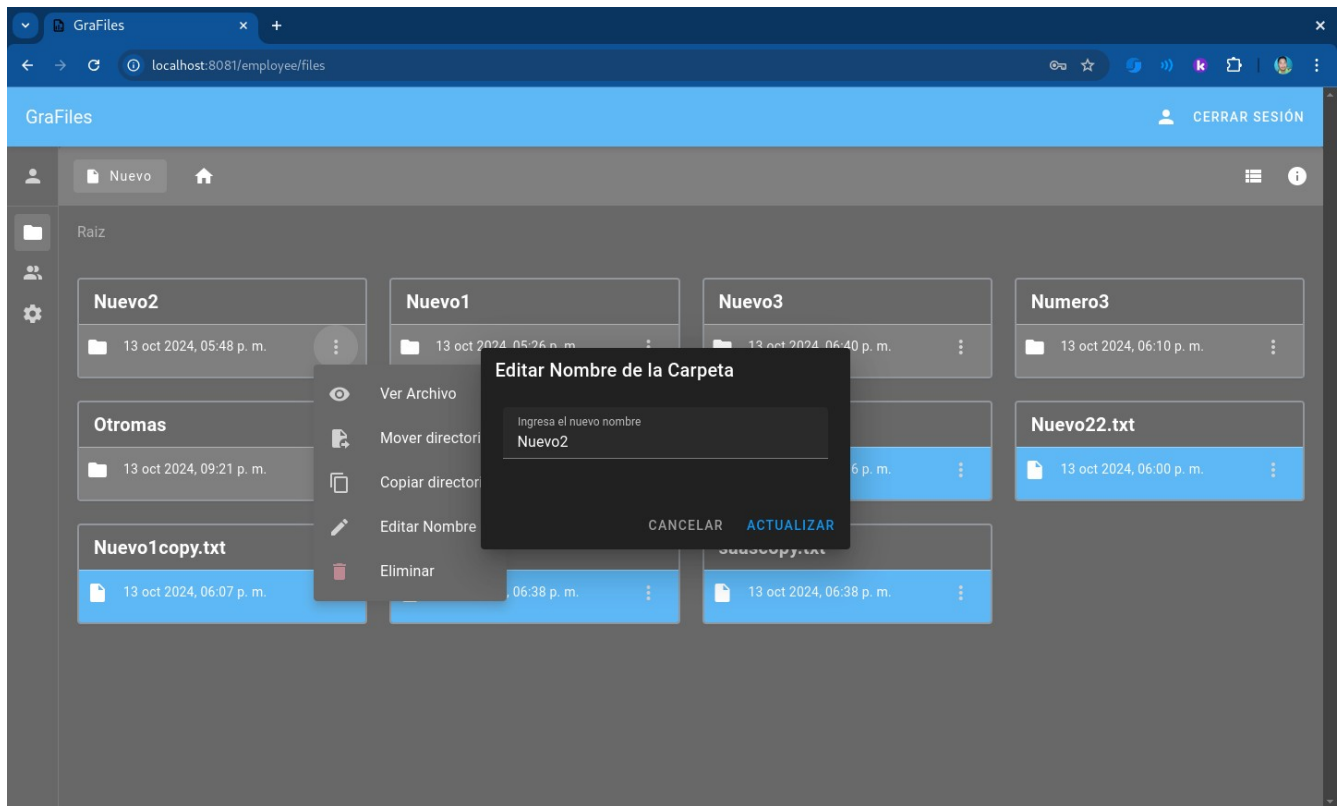 GraFiles
localhost:8081/employee/files
GraFiles
CERRAR SESIÓN
Nuevo
Raiz
Nuevo2
Nuevo1
Nuevo3
Numero3
13 oct 2024, 05:48 p. m.
13 oct 2024, 05:26 p. m.
13 oct 2024, 06:40 p. m.
13 oct 2024, 06:10 p. m.
Editar Nombre de la Carpeta
Ingresa el nuevo nombre
Nuevo2
CANCELAR
ACTUALIZAR
Ver Archivo
Mover directori
Copiar director
Editar Nombre
Eliminar
Otromas
Nuevo22.txt
13 oct 2024, 09:21 p. m.
6 p. m.
13 oct 2024, 06:00 p. m.
Nuevo1copy.txt
13 oct 2024, 06:07 p. m.
, 06:38 p. m.
13 oct 2024, 06:38 p. m.